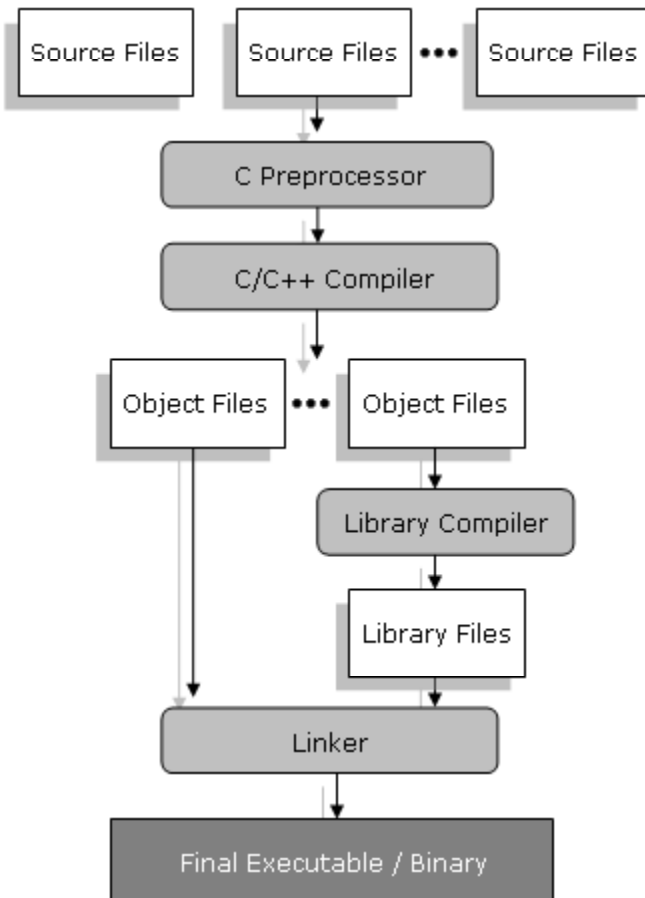 Source Files
Source Files
Source Files
C Preprocessor
C/C++ Compiler
Object Files
Object Files
Library Compiler
Library Files
Linker
Final Executable / Binary